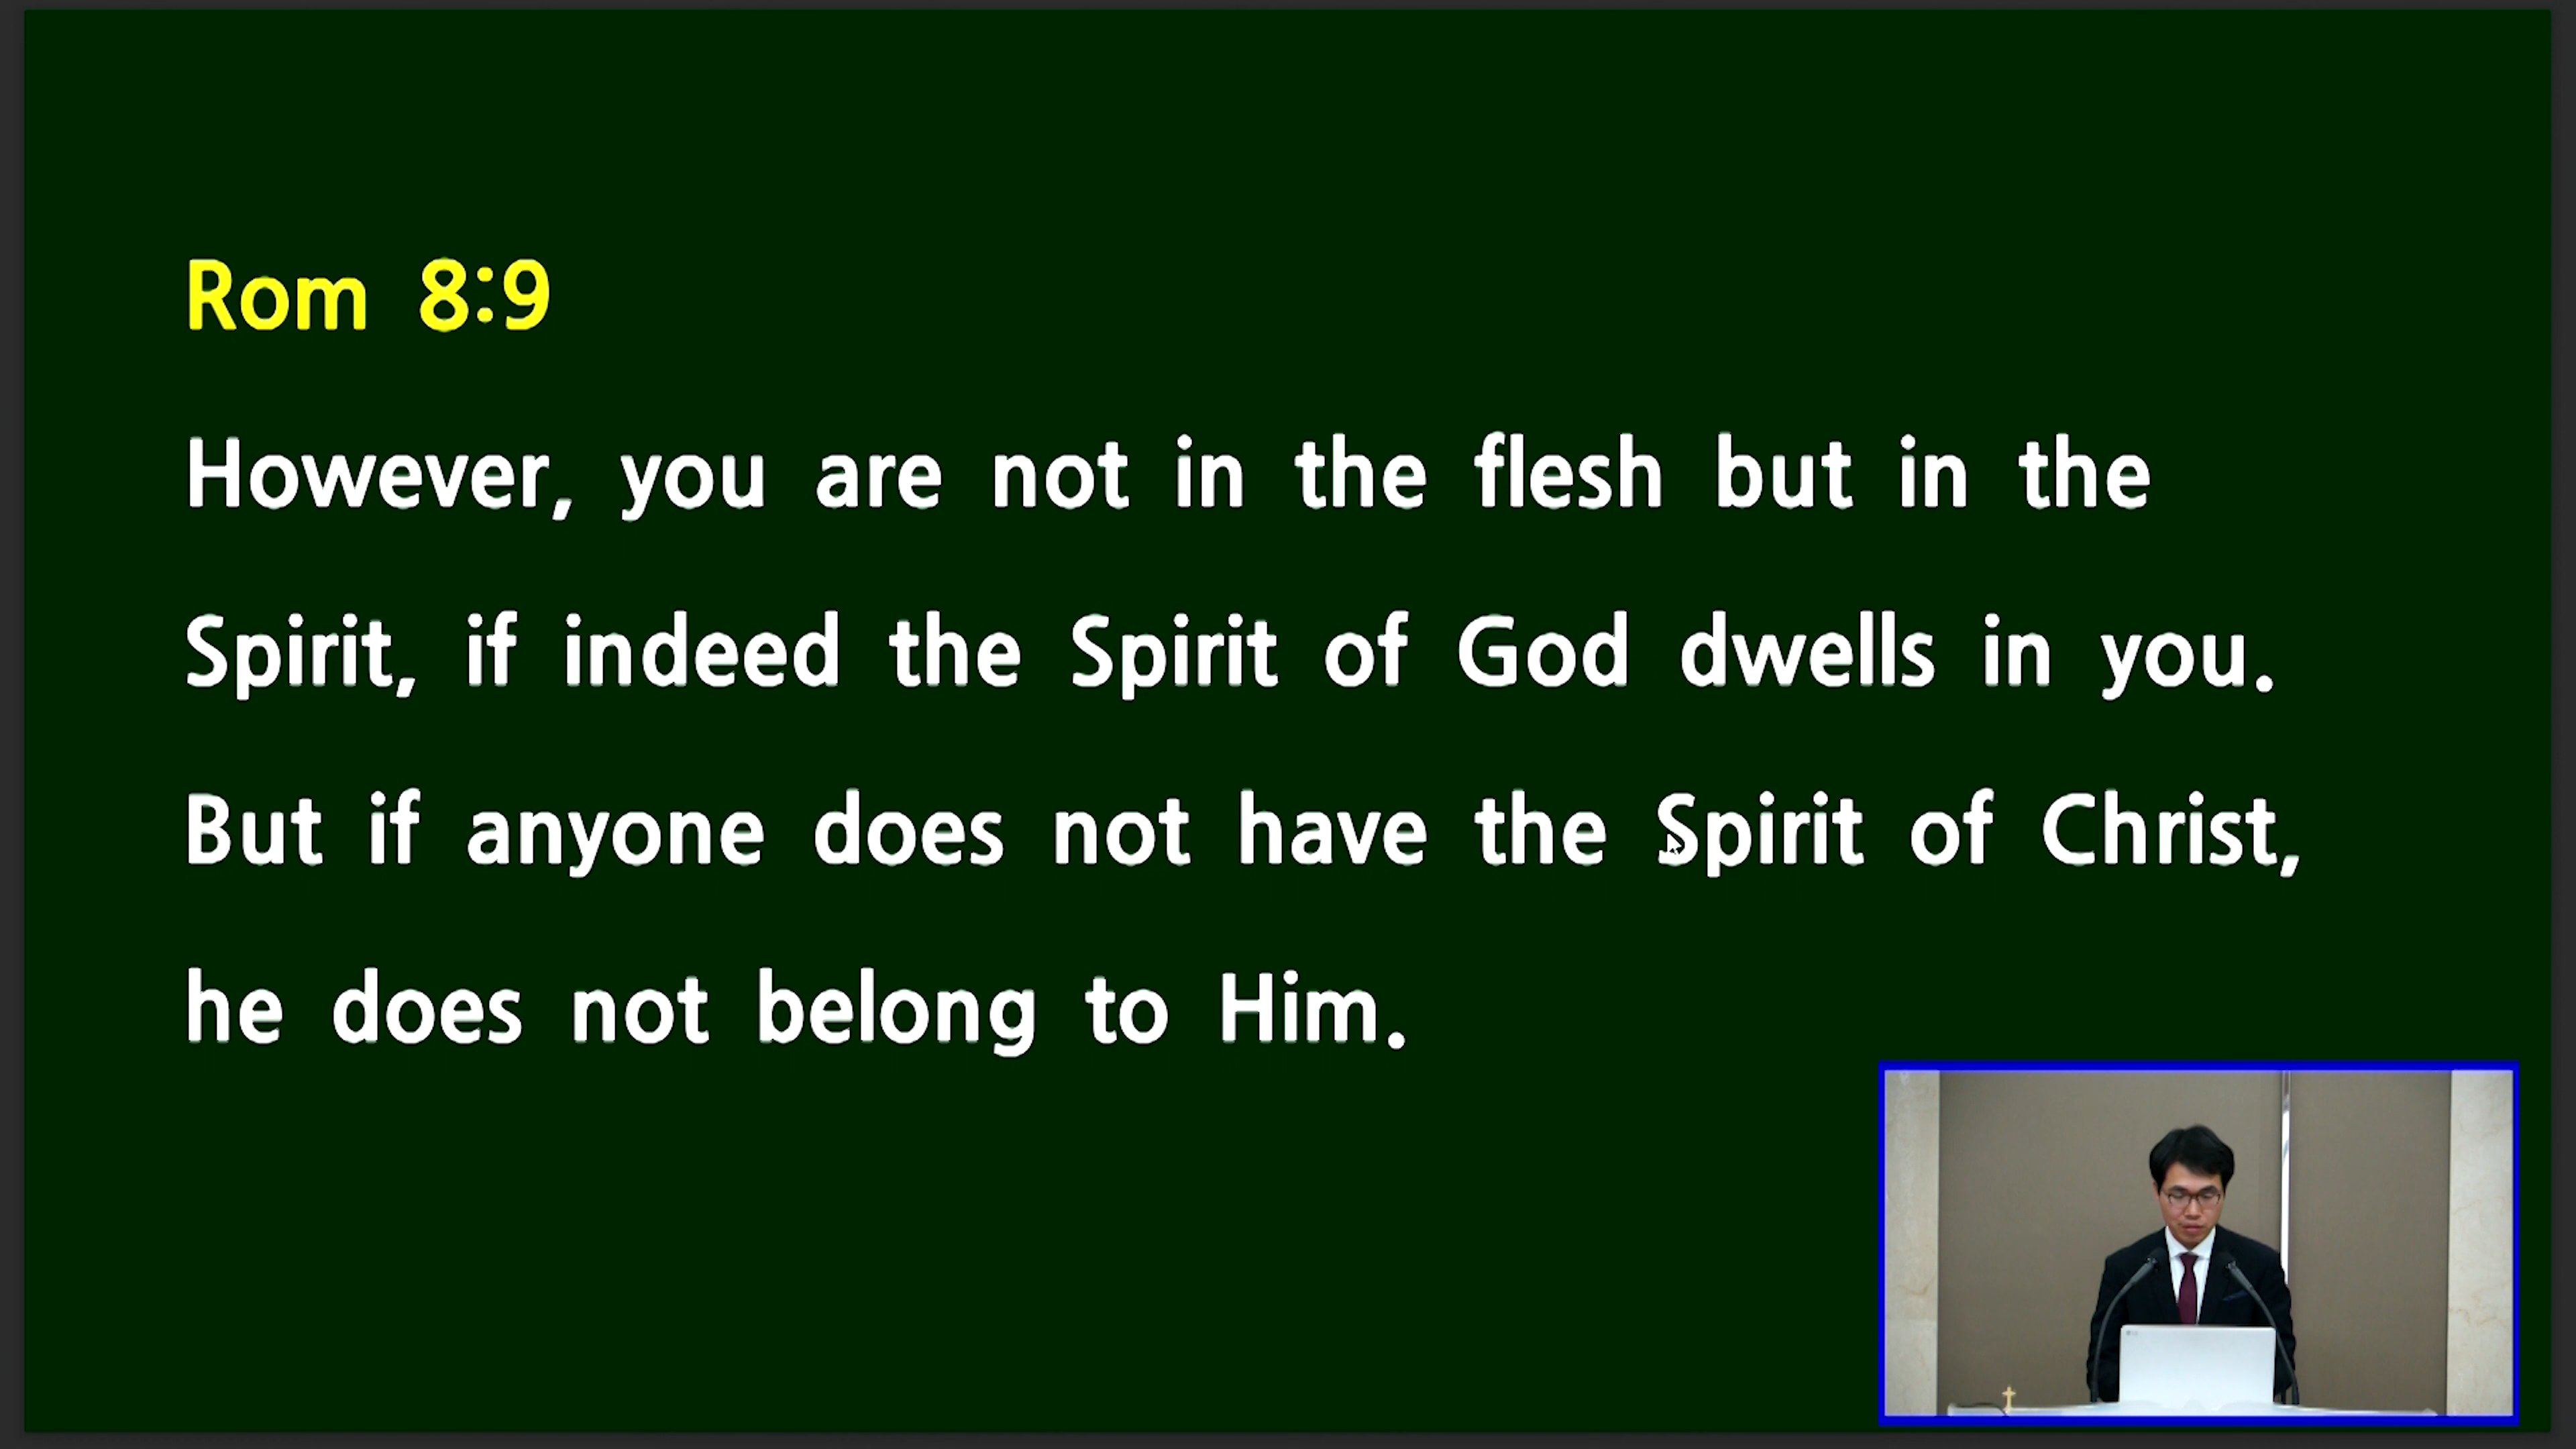 Rom 8:9
However, you are not in the flesh but in the
Spirit, if indeed the Spirit of God dwells in you.
But if anyone does not have the Spirit of Christ,
he does not belong to Him.